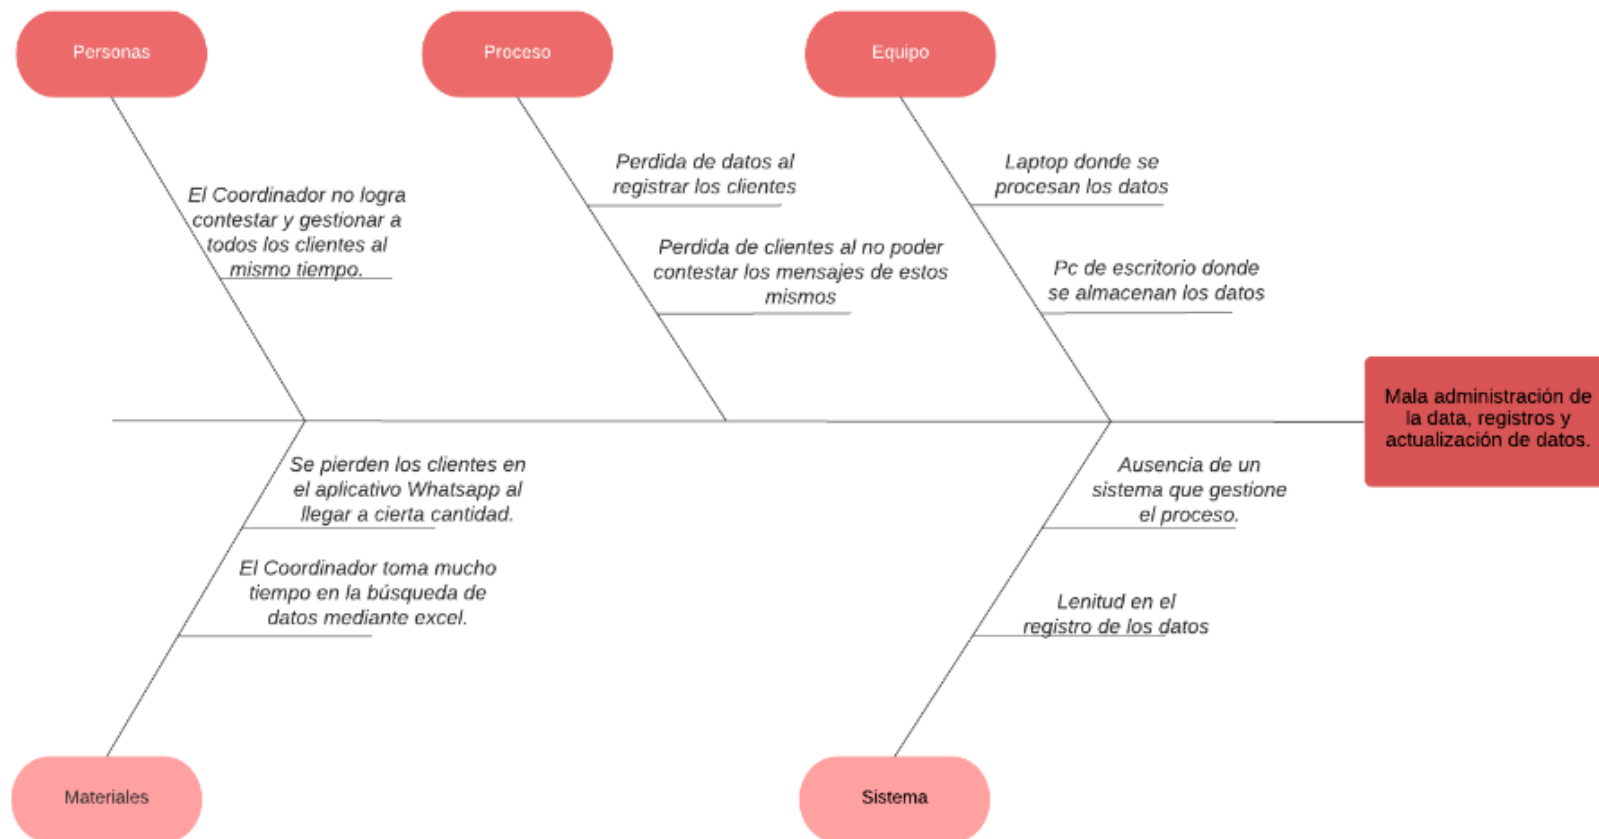 Personas
Proceso
Equipo
El Coordinador no logra
contestar y gestionar a
todos los clientes al
mismo tiempo.
Perdida de datos al
registrar los clientes
Perdida de clientes al no poder
contestar los mensajes de estos
mismos
Laptop donde se
procesan los datos
Pc de escritorio donde
se almacenan los datos
Mala administración de
la data, registros y
actualización de datos.
Se pierden los clientes en
el aplicativo Whatsapp al
llegar a cierta cantidad.
El Coordinador toma mucho
tiempo en la búsqueda de
datos mediante excel.
Ausencia de un
sistema que gestione
el proceso.
Lenitud en el
registro de los datos
Materiales
Sistema